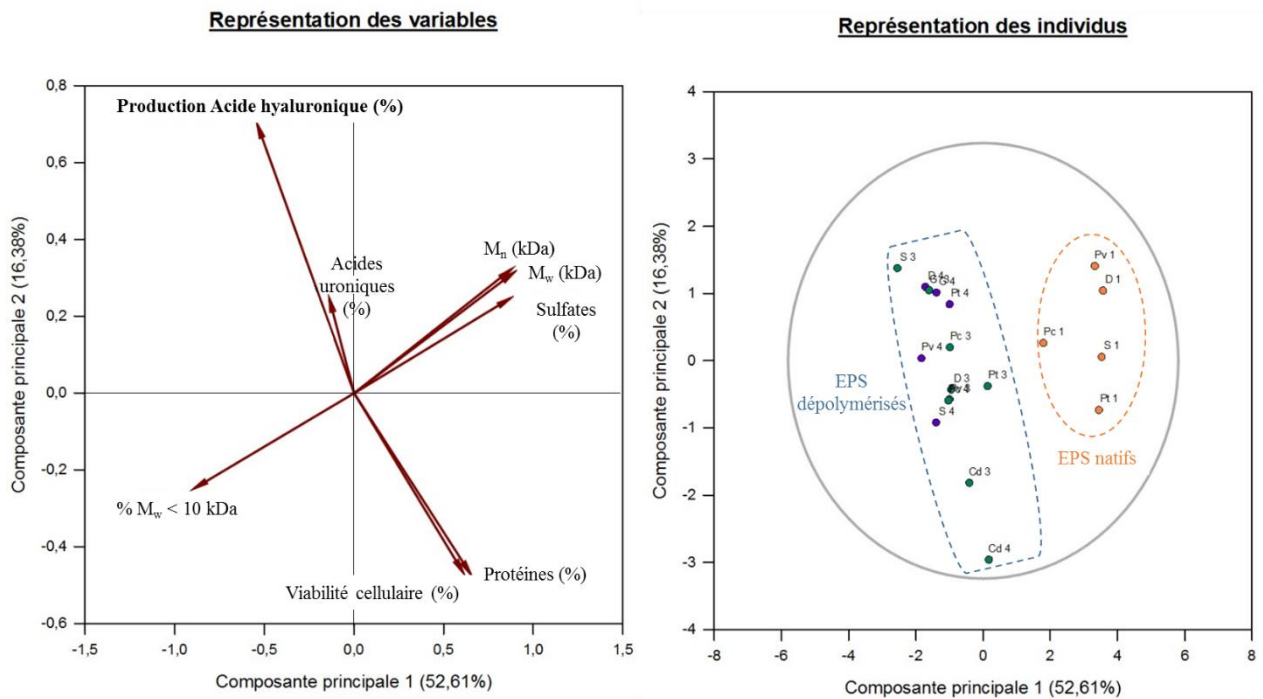 Représentation des variables
0,8
0,6
0,4
0,2
0,0
-0,2
-0,4
-0,6
-1,5
-1,0
-0,5
0,0
0,5
1,0
1,5
Composante principale 2 (16,38%)
Composante principale 1 (52,61%)
Production Acide hyaluronique (%)
Acides
uroniques
(%)
Mn (kDa)
Mw (kDa)
Sulfates
(%)
% Mw < 10 kDa
Protéines (%)
Viabilité cellulaire (%)
Représentation des individus
4
3
2
1
0
-1
-2
-3
-4
-8
-6
-4
-2
0
2
4
6
8
Composante principale 2 (16,38%)
Composante principale 1 (52,61%)
S 3
D 4
Pt 4
Pc 3
Pv 4
D 3
Pt 3
S 4
Cd 3
Cd 4
EPS
dépolymérisés
Pv 1
D 1
Pc 1
S 1
Pt 1
EPS natifs